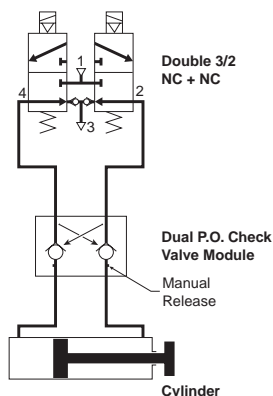 Double 3/2
NC + NC
1
4
2
3
Dual P.O. Check
Valve Module
Manual
Release
Cylinder